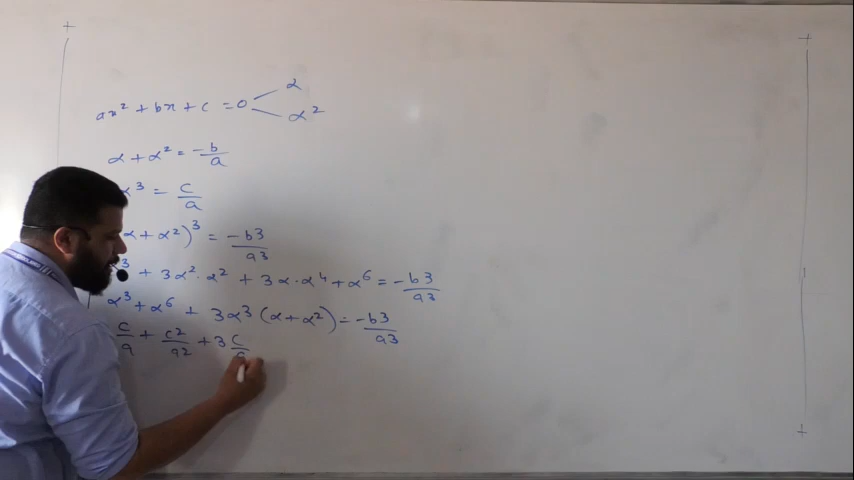 ax² + bx + c = 0
α
α²
α + α² = -b/a
α³ = c/a
α + α²)³ = -b3/a3
3 + 3α²·α² + 3α·α⁴ + α⁶ = -b3/a3
α³ + α⁶ + 3α³ (α + α²) = -b3/a3
c/a + c2/a2 + 3 c/a